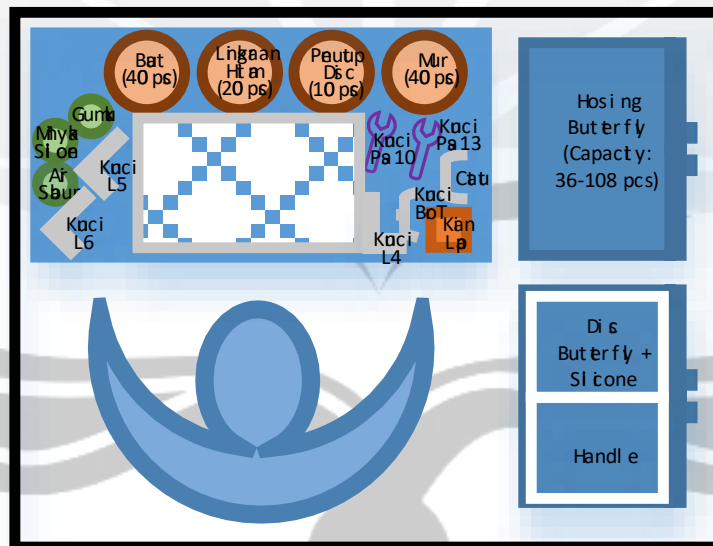 Baut
(40 pcs)
Lingkaran
Hitam
(20 pcs)
Penutup
Disc
(10 pcs)
Mur
(40 pcs)
Minyak
Silicone
Air
Sabun
Kunci
L5
Kunci
L6
Kunci
Pas 10
Kunci
Pas 13
Kunci
BoT
Kunci
L4
Kain
Lap
Hosing
Butterfly
(Capacity:
36-108 pcs)
Disc
Butterfly +
Silicone
Handle